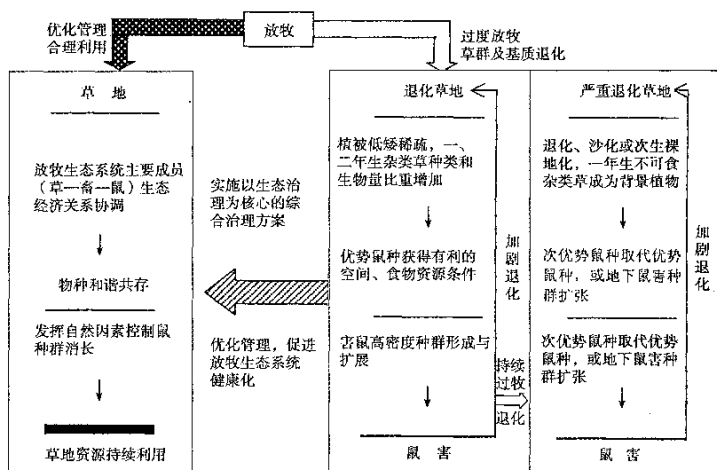 优化管理
合理利用
放牧
过度放牧
草群及基质退化
草 地
放牧生态系统主要成员
（草—畜—鼠）生态
经济关系协调
物种和谐共存
发挥自然因素控制鼠
种群消长
草地资源持续利用
实施以生态治
理为核心的综
合治理方案
优化管理，促进
放牧生态系统
健康化
退化草地
植被低矮稀疏，一、
二年生杂类草种类和
生物量比重增加
优势鼠种获得有利的
空间、食物资源条件
害鼠高密度种群形成与
扩展
鼠 害
加剧退化
持续
过牧
退化
严重退化草地
退化、沙化或次生裸
地化，一年生不可食
杂类草成为背景植物
次优势鼠种取代优势
鼠种，或地下鼠害种
群扩张
次优势鼠种取代优势
鼠种，或地下鼠害种
群扩张
鼠 害
加剧退化